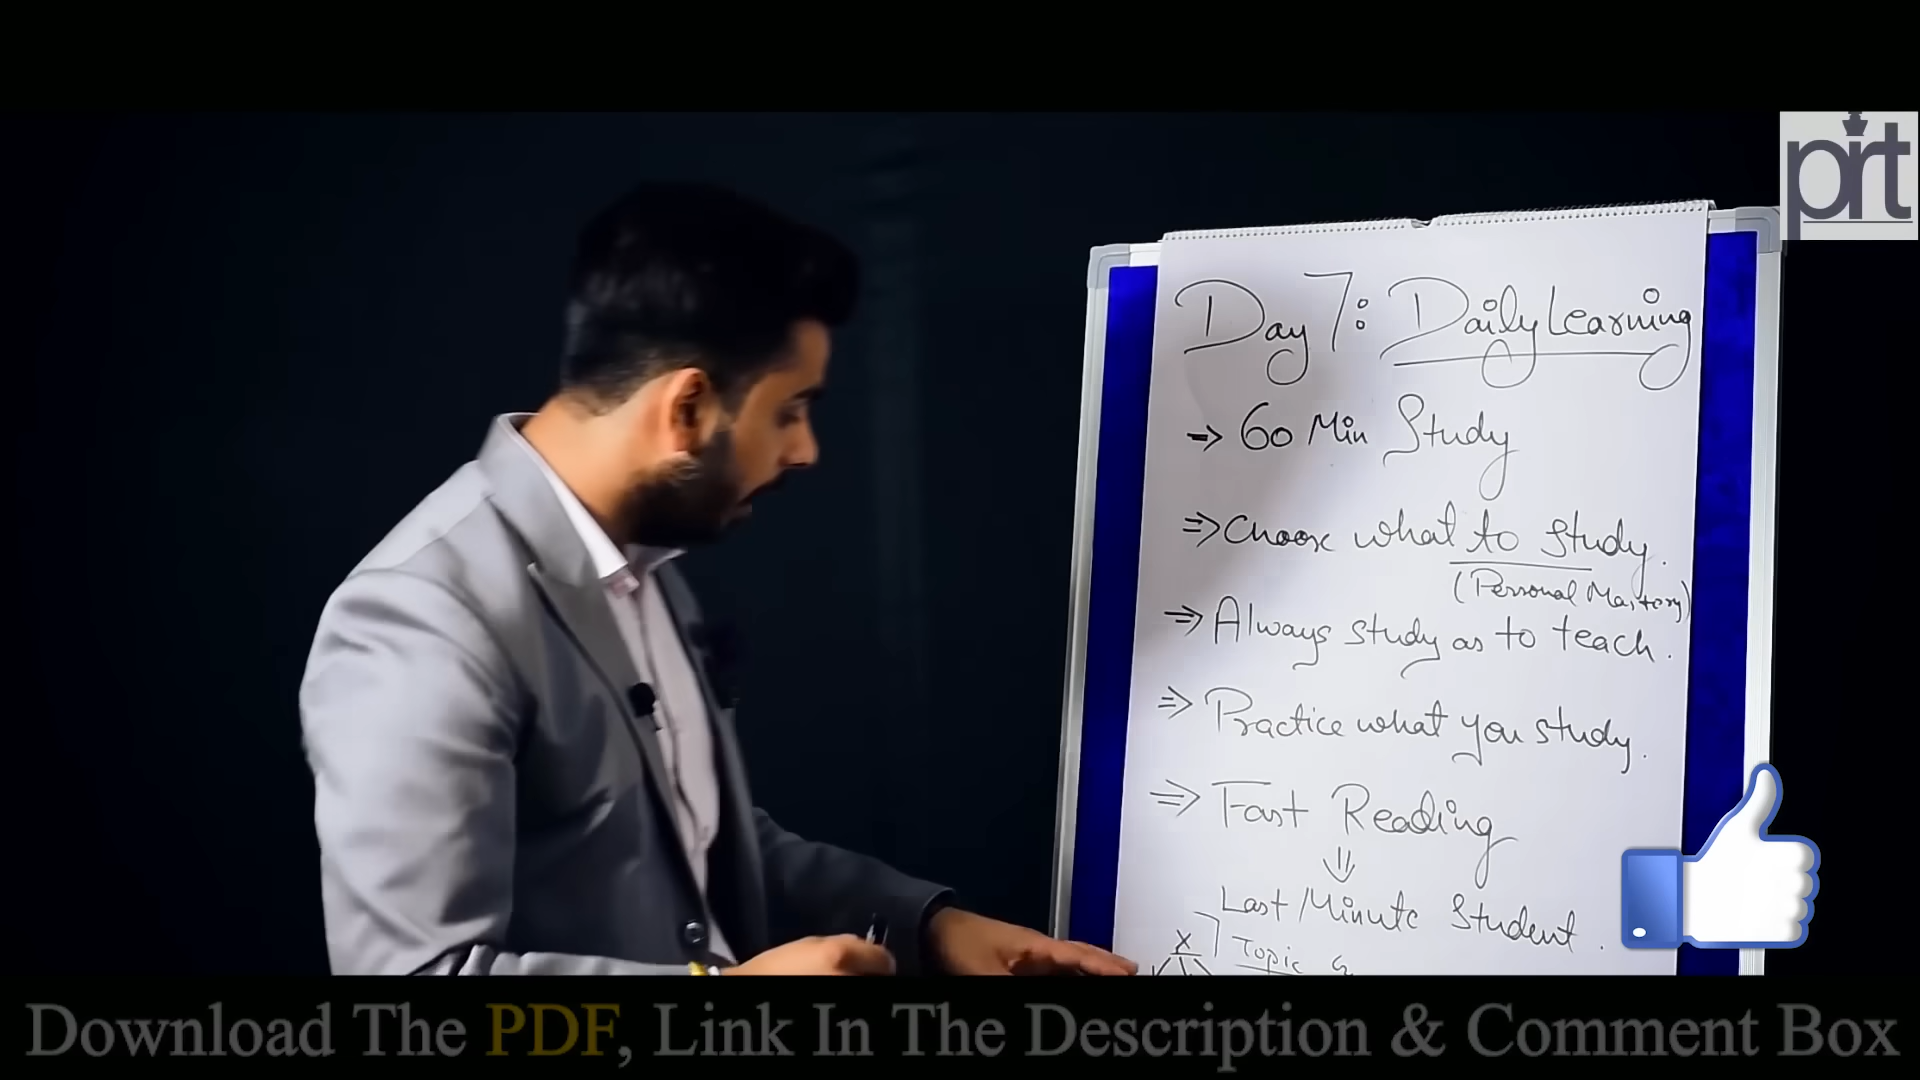 prt
Day 7: Daily Learning
→ 60 Min Study
⇒ Choose what to study.
(Personal Mastery)
⇒ Always study as to teach.
⇒ Practice what you study.
⇒ Fast Reading
⇓
Last Minute Student.
X
Topic
Download The PDF, Link In The Description & Comment Box